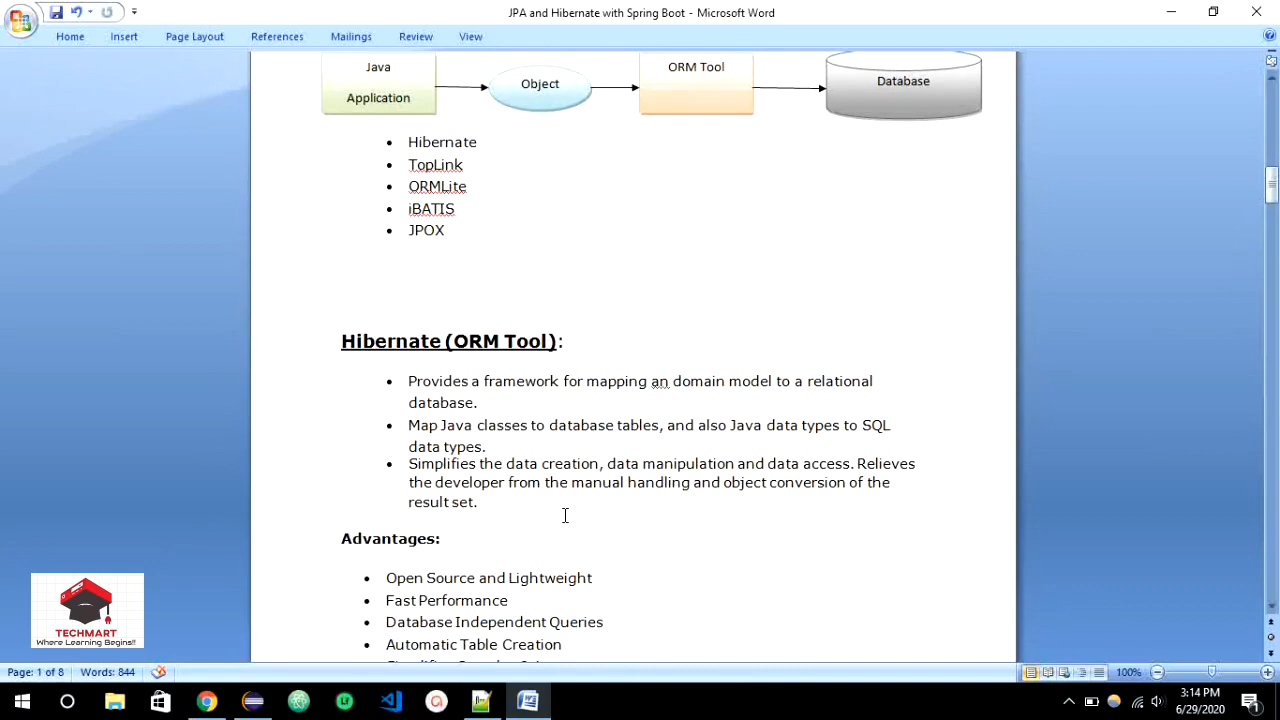 JPA and Hibernate with Spring Boot - Microsoft Word
Home Insert Page Layout References Mailings Review View
Java
Application
Object
ORM Tool
Database
• Hibernate
• TopLink
• ORMLite
• iBATIS
• JPOX
Hibernate (ORM Tool):
• Provides a framework for mapping an domain model to a relational
database.
• Map Java classes to database tables, and also Java data types to SQL
data types.
• Simplifies the data creation, data manipulation and data access. Relieves
the developer from the manual handling and object conversion of the
result set.
Advantages:
• Open Source and Lightweight
• Fast Performance
• Database Independent Queries
• Automatic Table Creation
TECHMART
Where Learning Begins!!
Page: 1 of 8 Words: 844 100%
3:14 PM
6/29/2020